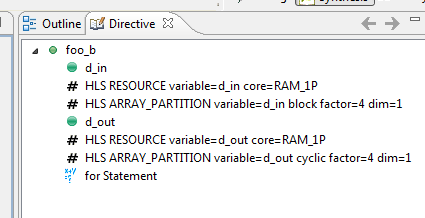 Outline Directive
foo_b
d_in
# HLS RESOURCE variable=d_in core=RAM_1P
# HLS ARRAY_PARTITION variable=d_in block factor=4 dim=1
d_out
# HLS RESOURCE variable=d_out core=RAM_1P
# HLS ARRAY_PARTITION variable=d_out cyclic factor=4 dim=1
for Statement